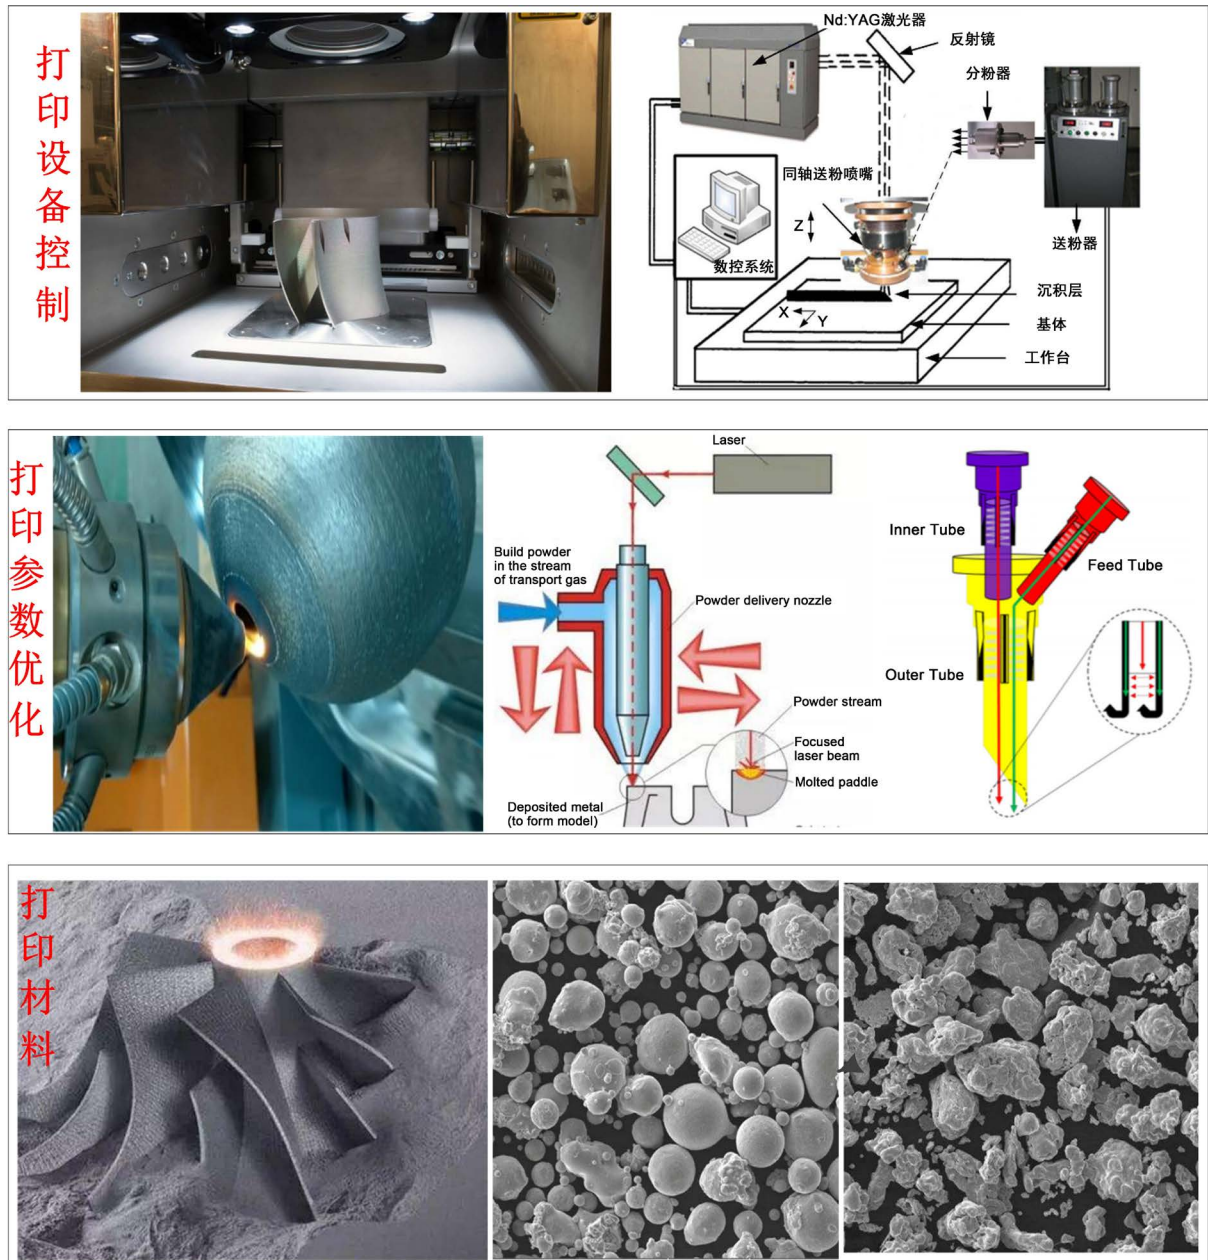 打印设备控制
Nd:YAG激光器
反射镜
分粉器
同轴送粉喷嘴
Z
数控系统
送粉器
沉积层
X
Y
基体
工作台
打印参数优化
Laser
Build powder
in the stream
of transport gas
Powder delivery nozzle
Powder stream
Focused
laser beam
Molted paddle
Deposited metal
(to form model)
Inner Tube
Feed Tube
Outer Tube
打印材料